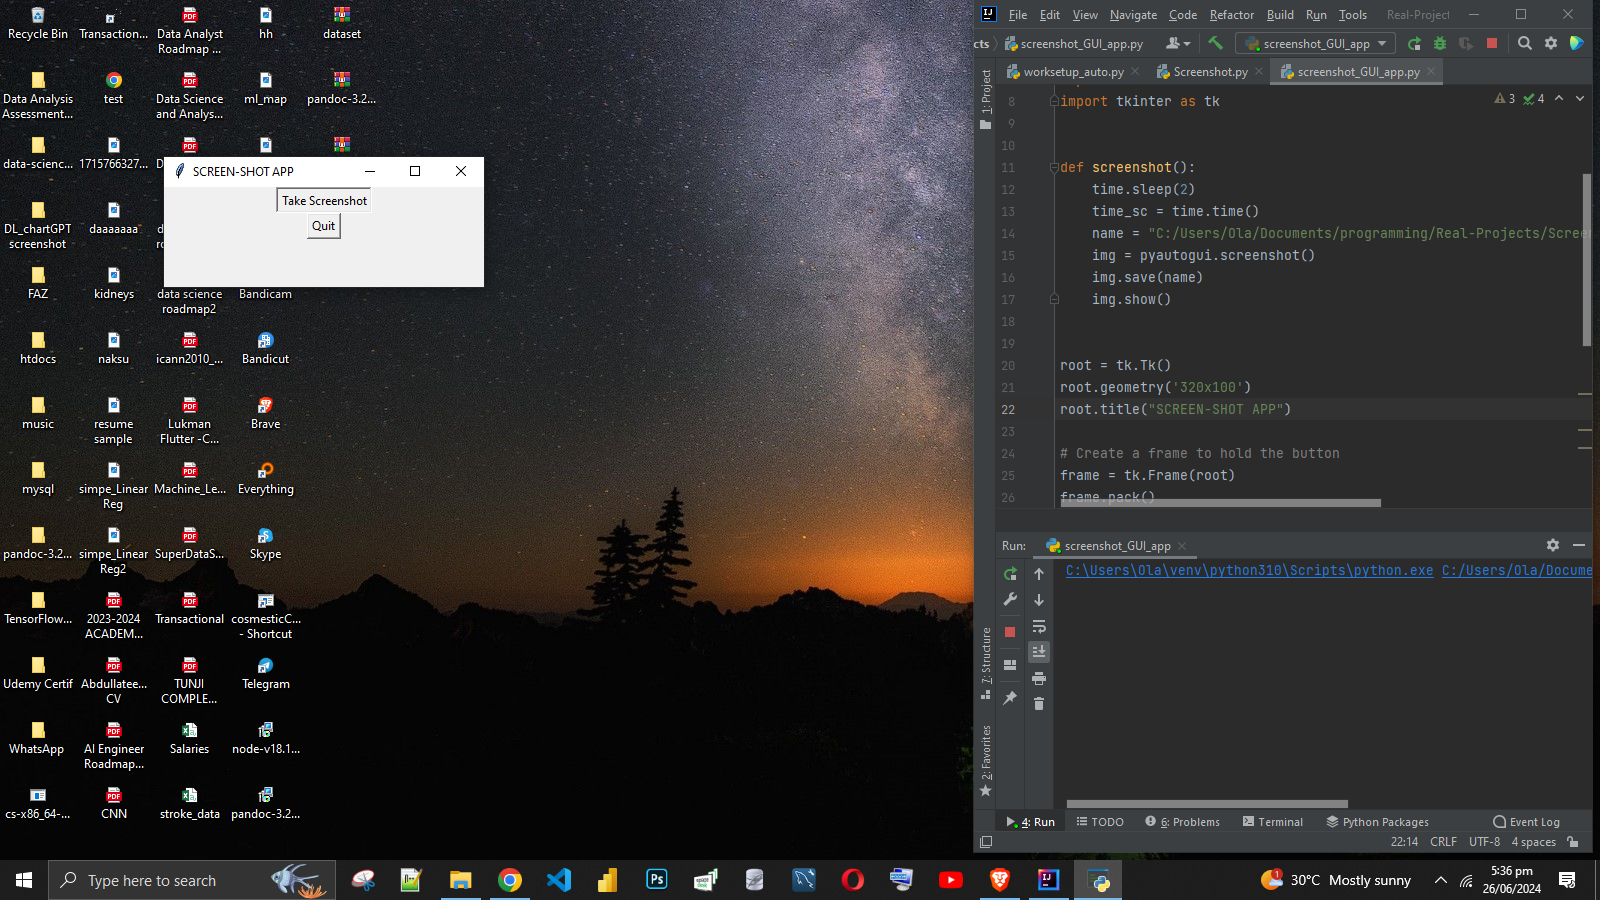 Recycle Bin
Transaction...
Data Analyst
Roadmap ...
hh
dataset
Data Analysis
Assessment...
test
Data Science
and Analys...
ml_map
pandoc-3.2...
data-scienc...
1715766327...
DL_chartGPT
screenshot
daaaaaaa
FAZ
kidneys
data science
roadmap2
Bandicam
htdocs
naksu
icann2010_...
Bandicut
music
resume
sample
Lukman
Flutter -C...
Brave
mysql
simpe_Linear
Reg
Machine_Le...
Everything
pandoc-3.2...
simpe_Linear
Reg2
SuperDataS...
Skype
TensorFlow...
2023-2024
ACADEM...
Transactional
cosmesticC...
- Shortcut
Udemy Certif
Abdullatee...
CV
TUNJI
COMPLE...
Telegram
WhatsApp
AI Engineer
Roadmap...
Salaries
node-v18.1...
cs-x86_64-...
CNN
stroke_data
pandoc-3.2...
SCREEN-SHOT APP
Take Screenshot
Quit
File Edit View Navigate Code Refactor Build Run Tools Real-Project
cts screenshot_GUI_app.py screenshot_GUI_app
worksetup_auto.py Screenshot.py screenshot_GUI_app.py
1: Project
3 4
8 import tkinter as tk
9
10
11 def screenshot():
12 time.sleep(2)
13 time_sc = time.time()
14 name = "C:/Users/Ola/Documents/programming/Real-Projects/Scree
15 img = pyautogui.screenshot()
16 img.save(name)
17 img.show()
18
19
20 root = tk.Tk()
21 root.geometry('320x100')
22 root.title("SCREEN-SHOT APP")
23
24 # Create a frame to hold the button
25 frame = tk.Frame(root)
26 frame.pack()
Run: screenshot_GUI_app
C:\Users\Ola\venv\python310\Scripts\python.exe C:/Users/Ola/Docume
7: Structure
2: Favorites
4: Run TODO 6: Problems Terminal Python Packages Event Log
22:14 CRLF UTF-8 4 spaces
Type here to search
Ps
30°C Mostly sunny
5:36 pm
26/06/2024